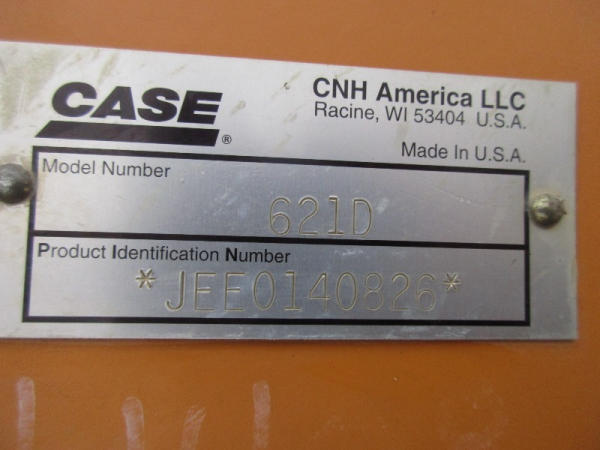 CASE®
CNH America LLC
Racine, WI 53404 U.S.A.
Made In U.S.A.
Model Number
621D
Product Identification Number
*JEE0140826*